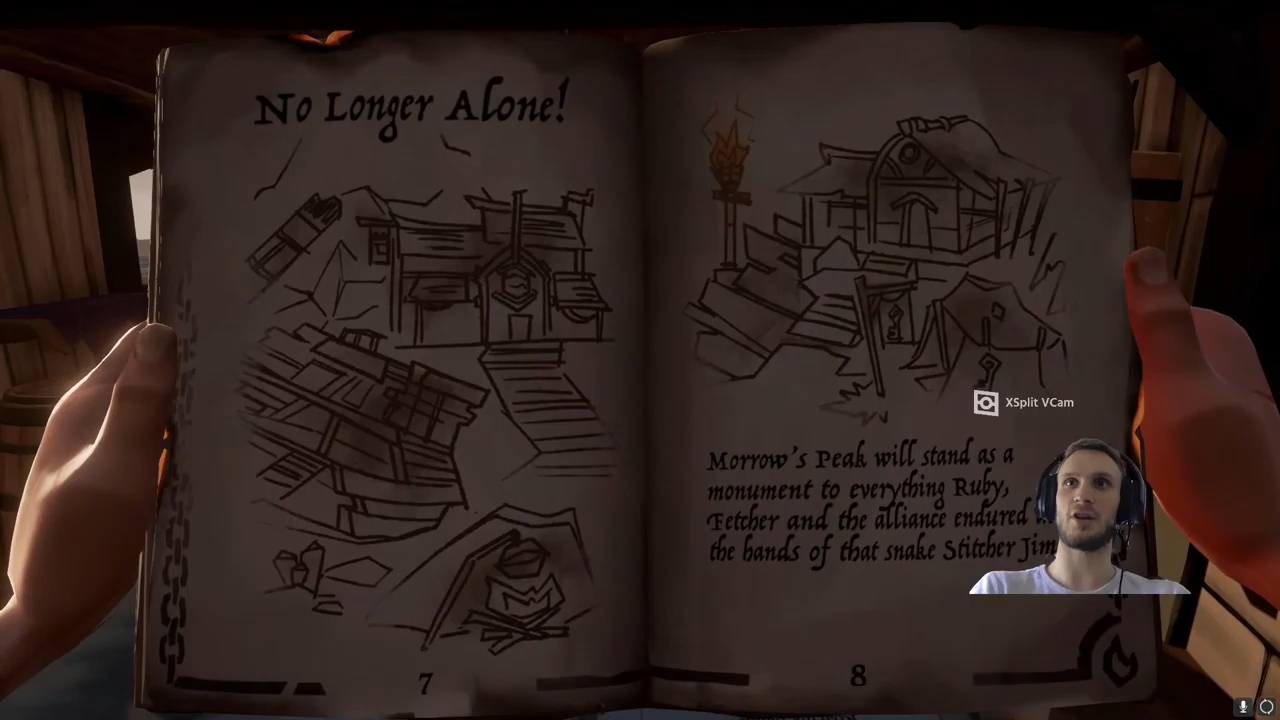 No Longer Alone!
7
XSplit VCam
Morrow's Peak will stand as a
monument to everything Ruby,
Fetcher and the alliance endured
the hands of that snake Stitcher Jim
8